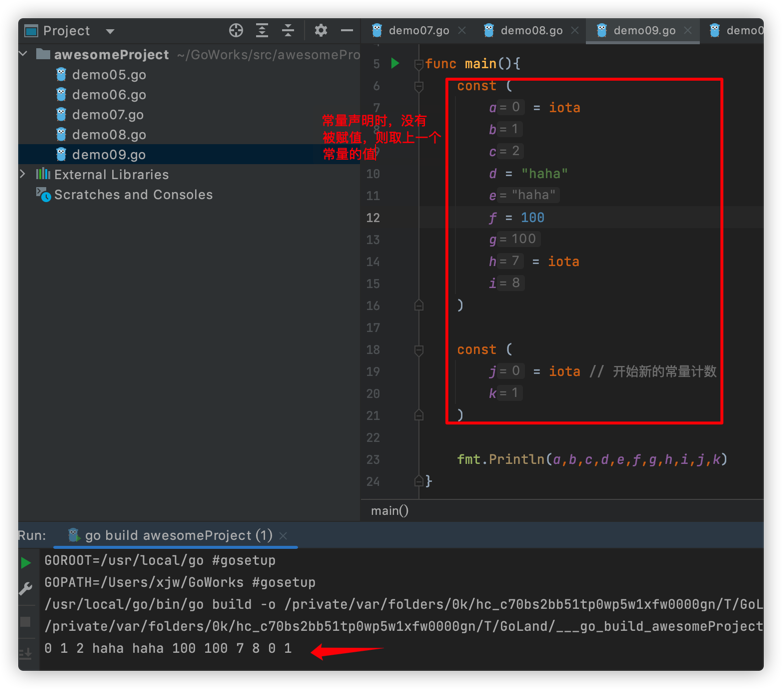 Project
demo07.go
demo08.go
demo09.go
awesomeProject ~/GoWorks/src/awesomePro
demo05.go
demo06.go
demo07.go
demo08.go
demo09.go
External Libraries
Scratches and Consoles
常量声明时，没有
被赋值，则取上一个
常量的值
5 func main(){
6 const (
7 a = 0 = iota
8 b = 1
c = 2
10 d = "haha"
11 e = "haha"
12 f = 100
13 g = 100
14 h = 7 = iota
15 i = 8
16 )
17
18 const (
19 j = 0 = iota // 开始新的常量计数
20 k = 1
21 )
22
23 fmt.Println(a,b,c,d,e,f,g,h,i,j,k)
24 }
main()
Run: go build awesomeProject (1)
GOROOT=/usr/local/go #gosetup
GOPATH=/Users/xjw/GoWorks #gosetup
/usr/local/go/bin/go build -o /private/var/folders/0k/hc_c70bs2bb51tp0wp5w1xfw0000gn/T/GoL
/private/var/folders/0k/hc_c70bs2bb51tp0wp5w1xfw0000gn/T/GoLand/___go_build_awesomeProject
0 1 2 haha haha 100 100 7 8 0 1